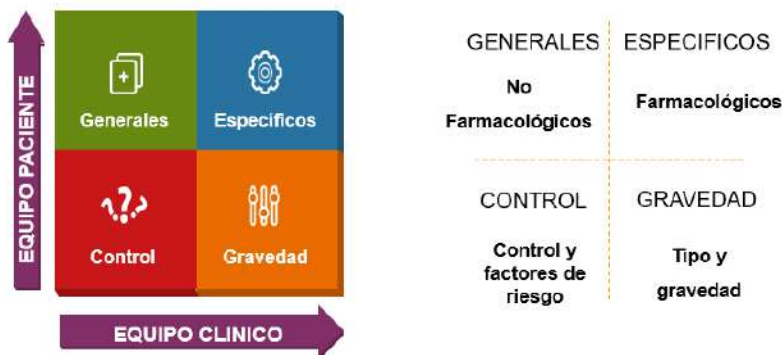 EQUIPO PACIENTE
Generales
Específicos
Control
Gravedad
EQUIPO CLINICO
GENERALES
ESPECIFICOS
No
Farmacológicos
Farmacológicos
CONTROL
GRAVEDAD
Control y
factores de
riesgo
Tipo y
gravedad